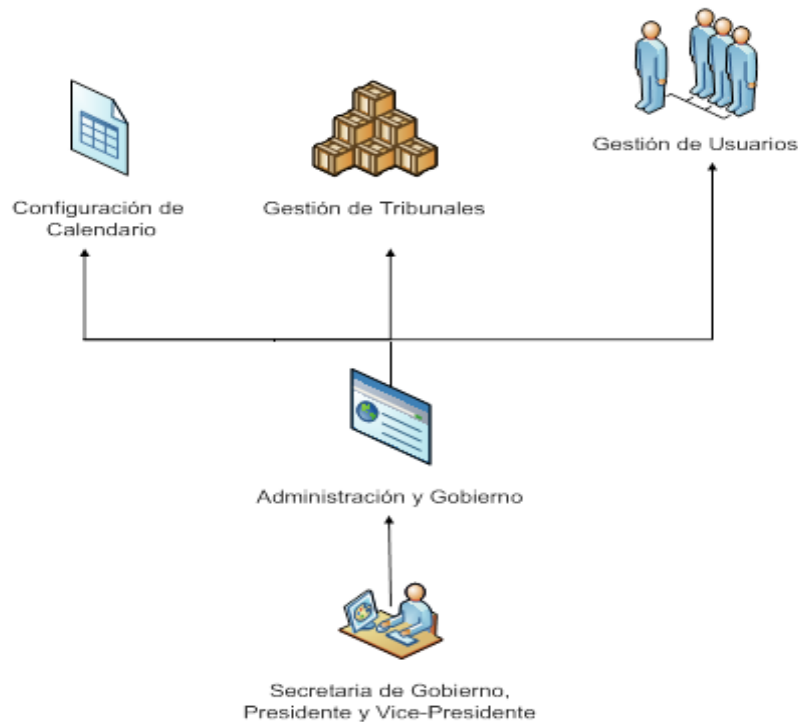 Gestión de Usuarios
Configuración de
Calendario
Gestión de Tribunales
Administración y Gobierno
Secretaria de Gobierno,
Presidente y Vice-Presidente